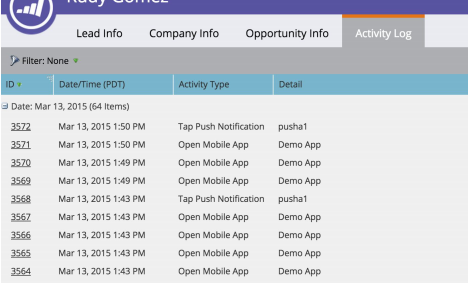 Rudy Gomez
Lead Info Company Info Opportunity Info Activity Log
Filter: None
ID Date/Time (PDT) Activity Type Detail
Date: Mar 13, 2015 (64 Items)
3572 Mar 13, 2015 1:50 PM Tap Push Notification pusha1
3571 Mar 13, 2015 1:50 PM Open Mobile App Demo App
3570 Mar 13, 2015 1:49 PM Open Mobile App Demo App
3569 Mar 13, 2015 1:49 PM Open Mobile App Demo App
3568 Mar 13, 2015 1:43 PM Tap Push Notification pusha1
3567 Mar 13, 2015 1:43 PM Open Mobile App Demo App
3566 Mar 13, 2015 1:43 PM Open Mobile App Demo App
3565 Mar 13, 2015 1:43 PM Open Mobile App Demo App
3564 Mar 13, 2015 1:43 PM Open Mobile App Demo App